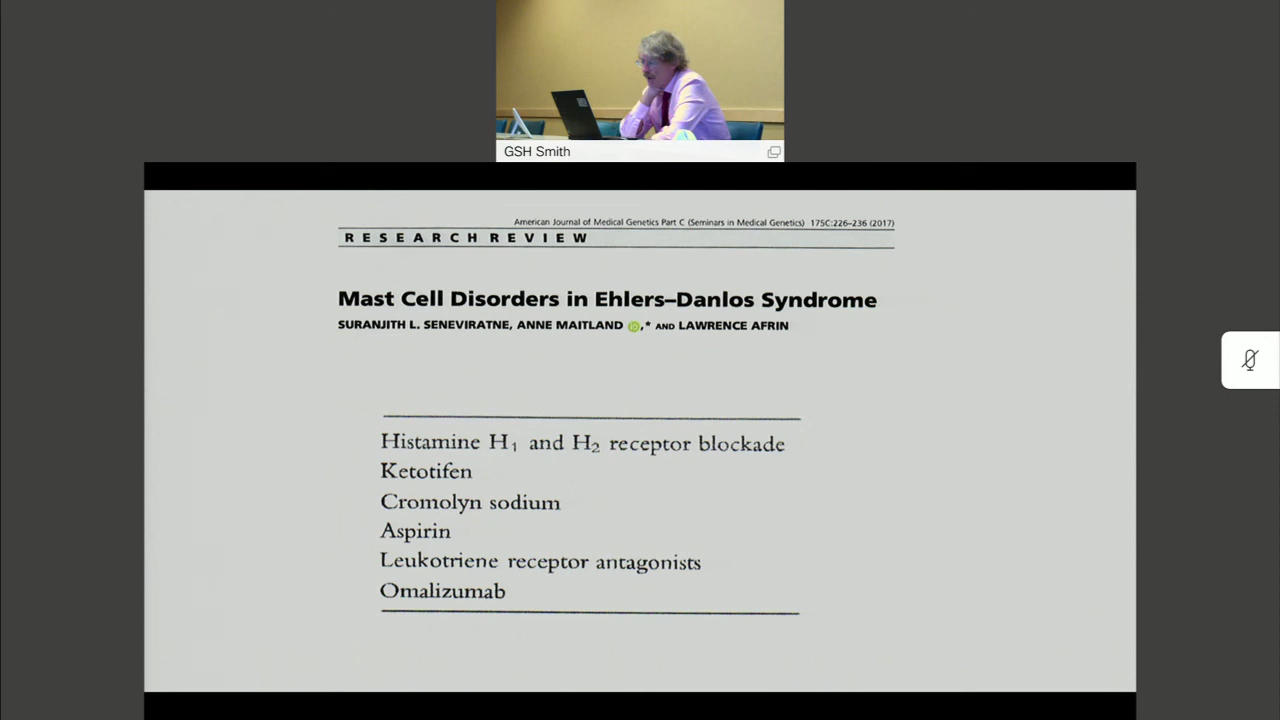 GSH Smith
American Journal of Medical Genetics Part C (Seminars in Medical Genetics) 175C:226–236 (2017)
RESEARCH REVIEW
Mast Cell Disorders in Ehlers–Danlos Syndrome
SURANJITH L. SENEVIRATNE, ANNE MAITLAND iD,* AND LAWRENCE AFRIN
Histamine H₁ and H₂ receptor blockade
Ketotifen
Cromolyn sodium
Aspirin
Leukotriene receptor antagonists
Omalizumab